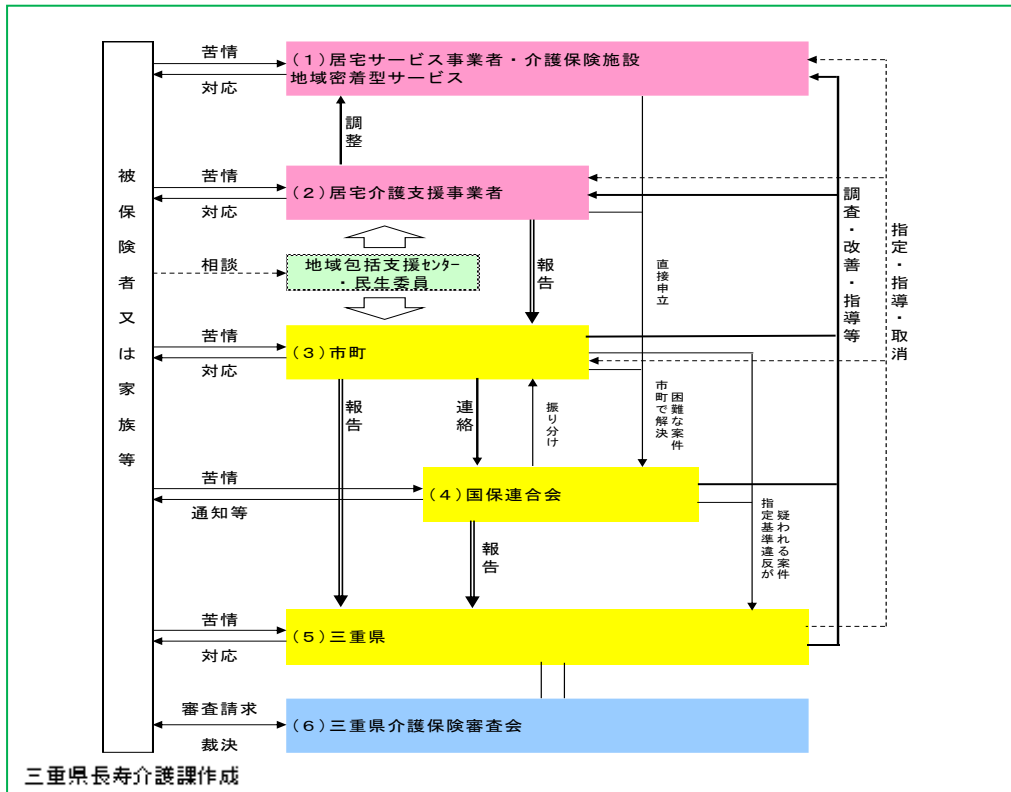 被保険者又は家族等
苦情
対応
(1)居宅サービス事業者・介護保険施設
地域密着型サービス
調整
苦情
対応
(2)居宅介護支援事業者
相談
地域包括支援センター
・民生委員
報告
直接申立
調査・改善・指導等
指定・指導・取消
苦情
対応
(3)市町
報告
連絡
振り分け
困難な案件
市町で解決
苦情
通知等
(4)国保連合会
報告
疑われる案件
指定基準違反が
苦情
対応
(5)三重県
審査請求
裁決
(6)三重県介護保険審査会
三重県長寿介護課作成